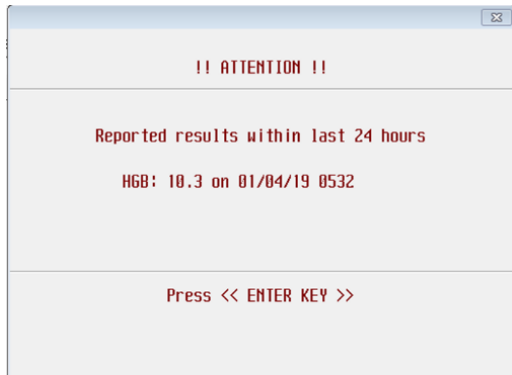 !! ATTENTION !!
Reported results within last 24 hours
HGB: 10.3 on 01/04/19 0532
Press << ENTER KEY >>